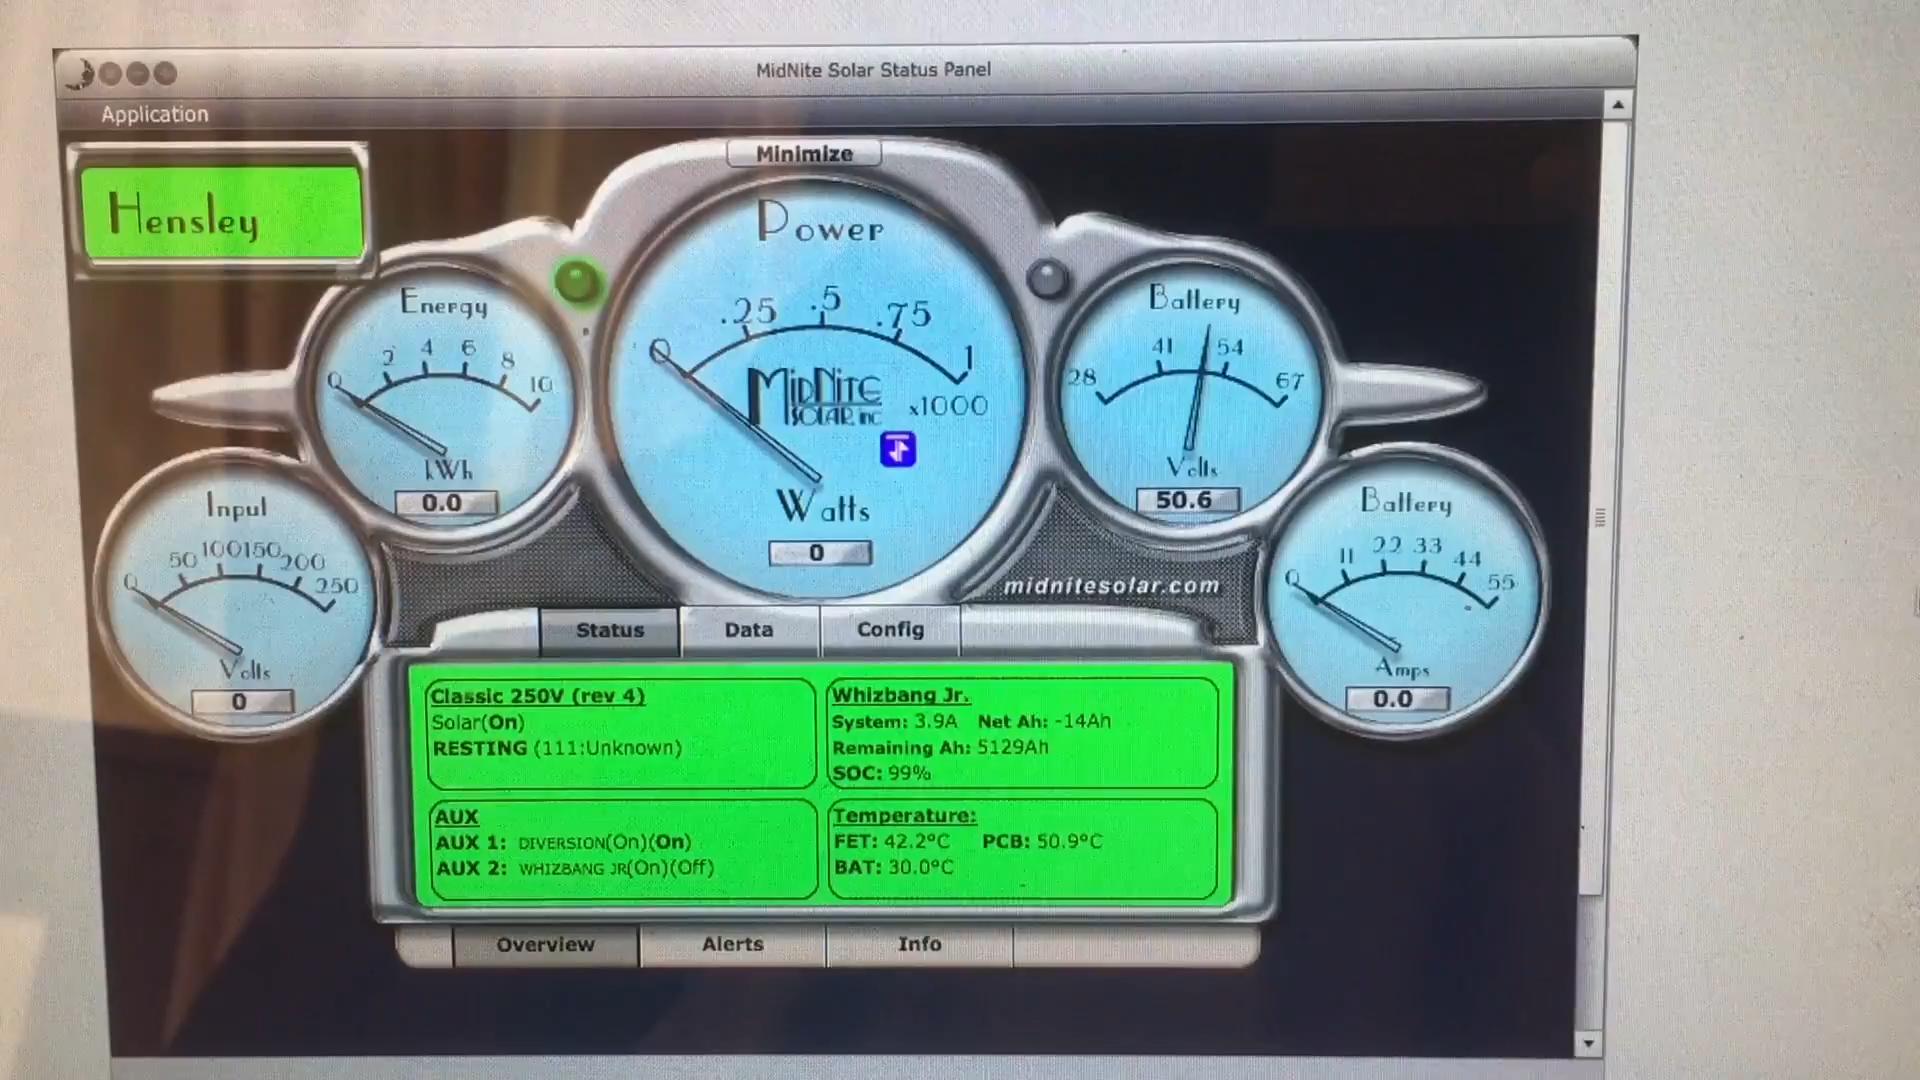 MidNite Solar Status Panel
Application
Minimize
Hensley
Power
0 .25 .5 .75 1
MidNite
SOLAR inc
x1000
Watts
0
Energy
0 2 4 6 8 10
kWh
0.0
Battery
28 41 54 67
Volts
50.6
Input
0 50 100 150 200 250
Volts
0
Battery
0 11 22 33 44 55
Amps
0.0
midnitesolar.com
Status Data Config
Classic 250V (rev 4)
Solar(On)
RESTING (111:Unknown)
Whizbang Jr.
System: 3.9A Net Ah: -14Ah
Remaining Ah: 5129Ah
SOC: 99%
AUX
AUX 1: DIVERSION(On)(On)
AUX 2: WHIZBANG JR(On)(Off)
Temperature:
FET: 42.2°C PCB: 50.9°C
BAT: 30.0°C
Overview Alerts Info